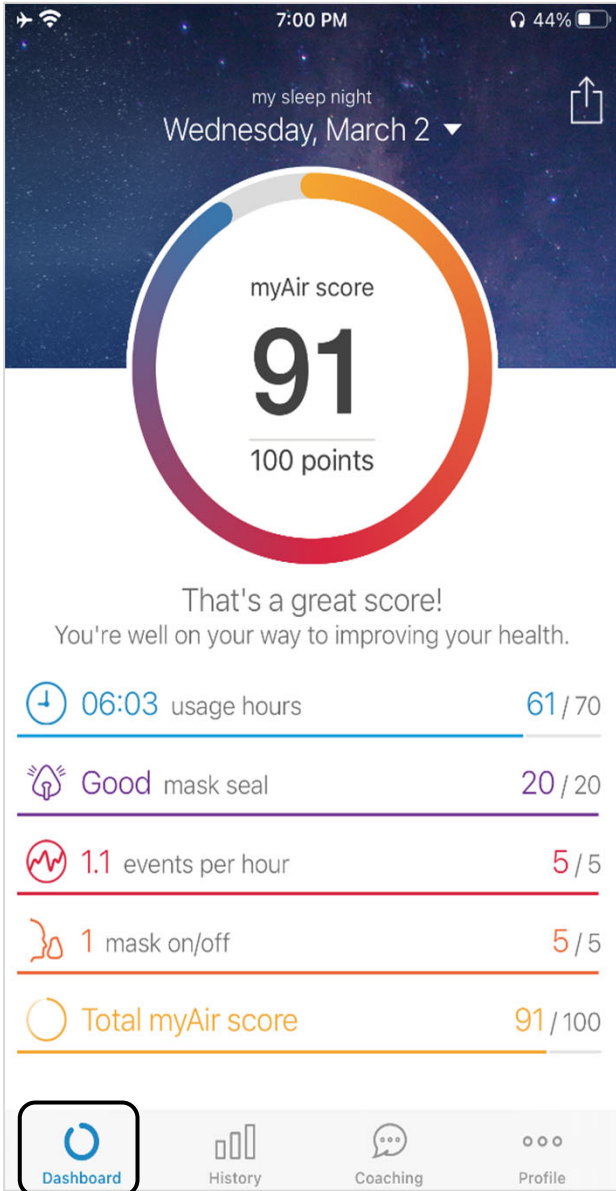 7:00 PM
44%
my sleep night
Wednesday, March 2
myAir score
91
100 points
That's a great score!
You're well on your way to improving your health.
06:03 usage hours 61/70
Good mask seal 20/20
1.1 events per hour 5/5
1 mask on/off 5/5
Total myAir score 91/100
Dashboard History Coaching Profile